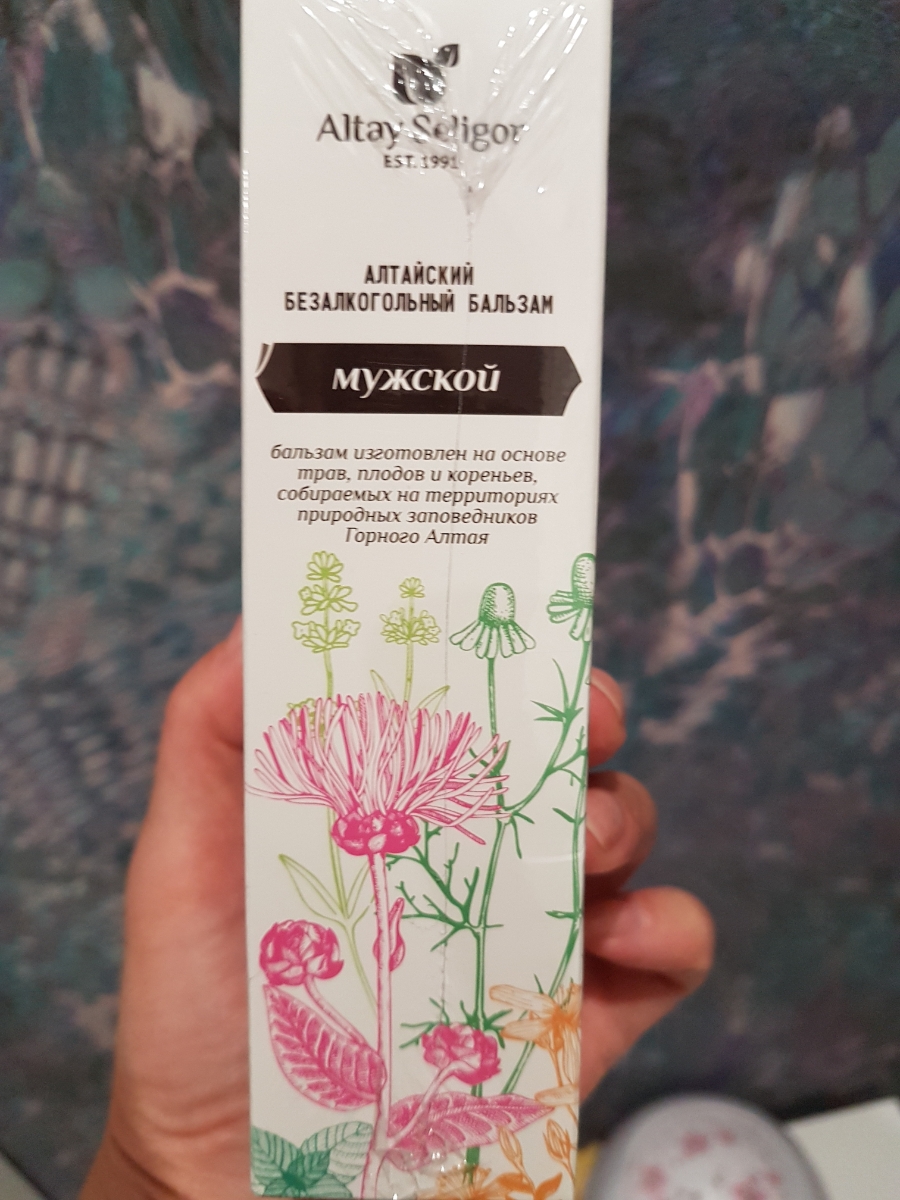 Altay Seligor
EST. 1991
АЛТАЙСКИЙ
БЕЗАЛКОГОЛЬНЫЙ БАЛЬЗАМ
мужской
бальзам изготовлен на основе
трав, плодов и кореньев,
собираемых на территориях
природных заповедников
Горного Алтая